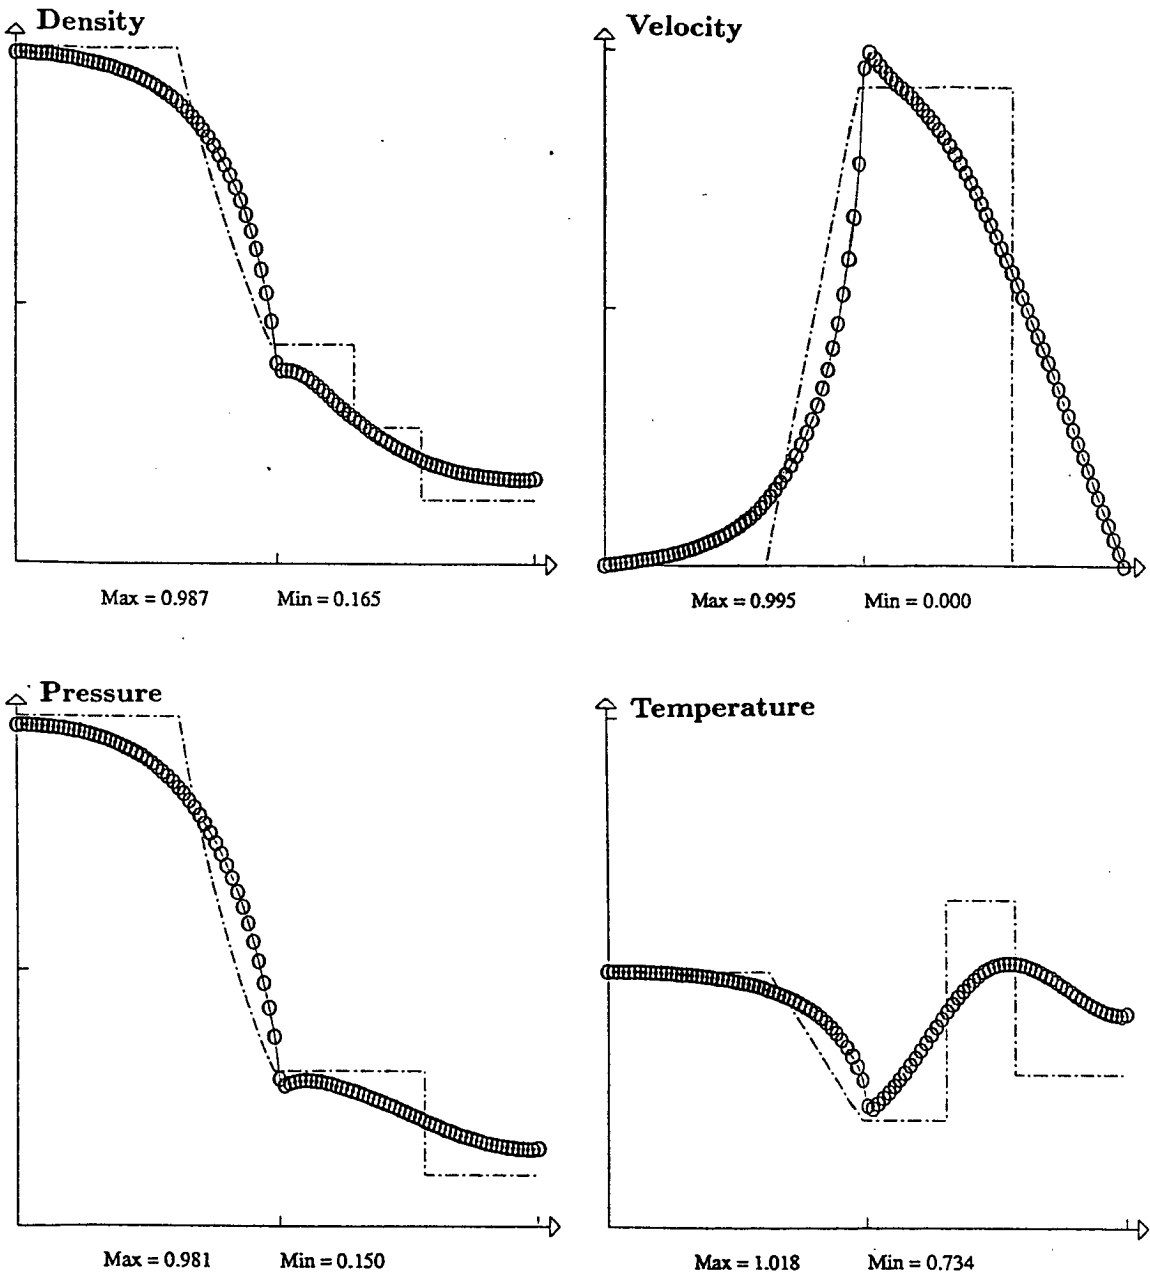 Density
Max = 0.987 Min = 0.165
Velocity
Max = 0.995 Min = 0.000
Pressure
Max = 0.981 Min = 0.150
Temperature
Max = 1.018 Min = 0.734